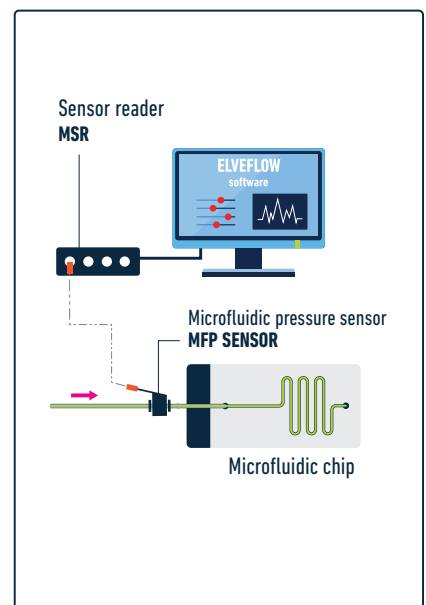 Sensor reader
MSR
ELVEFLOW
software
Microfluidic pressure sensor
MFP SENSOR
Microfluidic chip